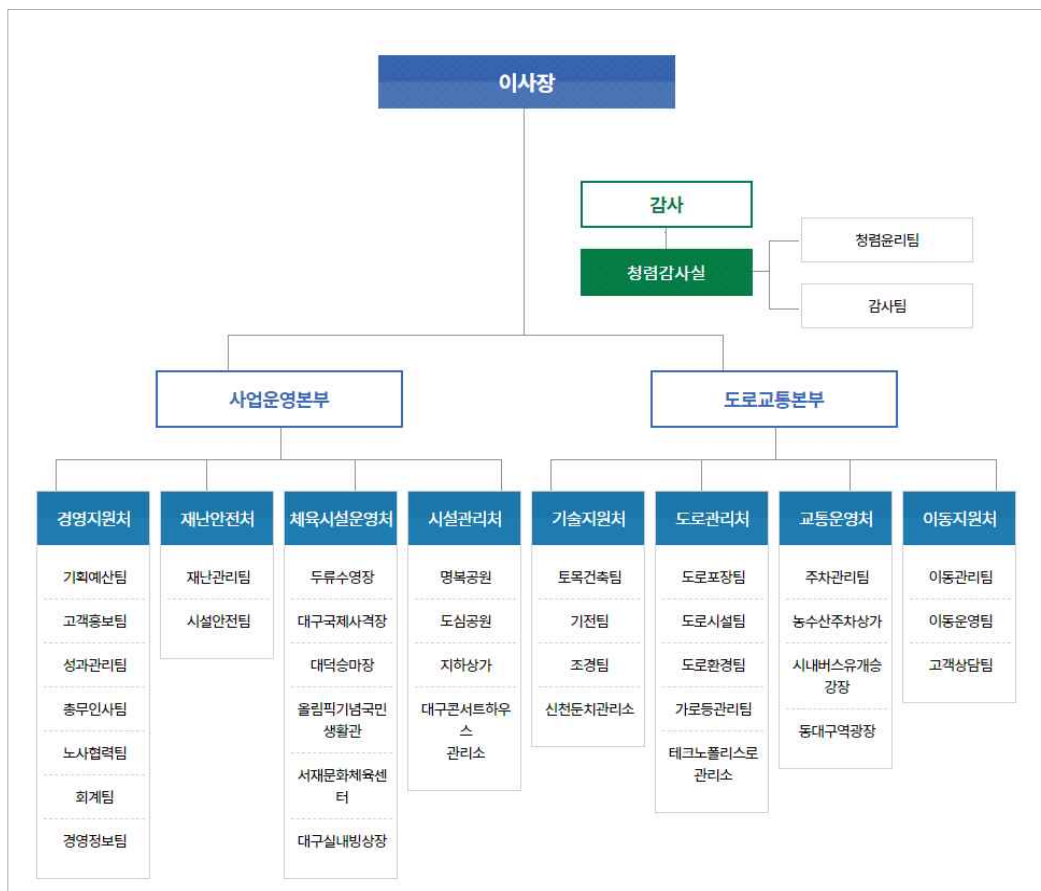 이사장
감사
청렴감사실
청렴윤리팀
감사팀
사업운영본부
도로교통본부
경영지원처
기획예산팀
고객홍보팀
성과관리팀
총무인사팀
노사협력팀
회계팀
경영정보팀
재난안전처
재난관리팀
시설안전팀
체육시설운영처
두류수영장
대구국제사격장
대덕승마장
올림픽기념국민
생활관
서재문화체육센
터
대구실내빙상장
시설관리처
명복공원
도심공원
지하상가
대구콘서트하우
스
관리소
기술지원처
토목건축팀
기전팀
조경팀
신천둔치관리소
도로관리처
도로포장팀
도로시설팀
도로환경팀
가로등관리팀
테크노폴리스로
관리소
교통운영처
주차관리팀
농수산주차상가
시내버스유개승
강장
동대구역광장
이동지원처
이동관리팀
이동운영팀
고객상담팀